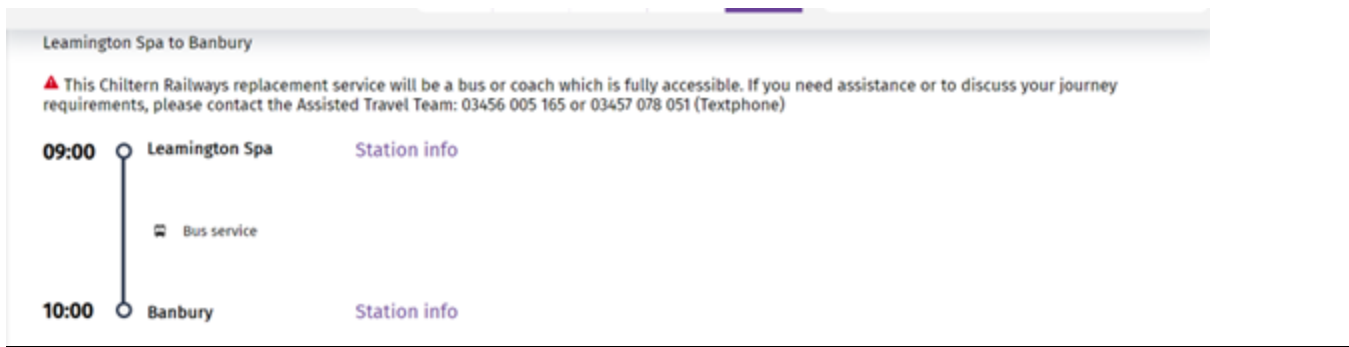 Leamington Spa to Banbury
This Chiltern Railways replacement service will be a bus or coach which is fully accessible. If you need assistance or to discuss your journey
requirements, please contact the Assisted Travel Team: 03456 005 165 or 03457 078 051 (Textphone)
09:00 Leamington Spa Station info
Bus service
10:00 Banbury Station info